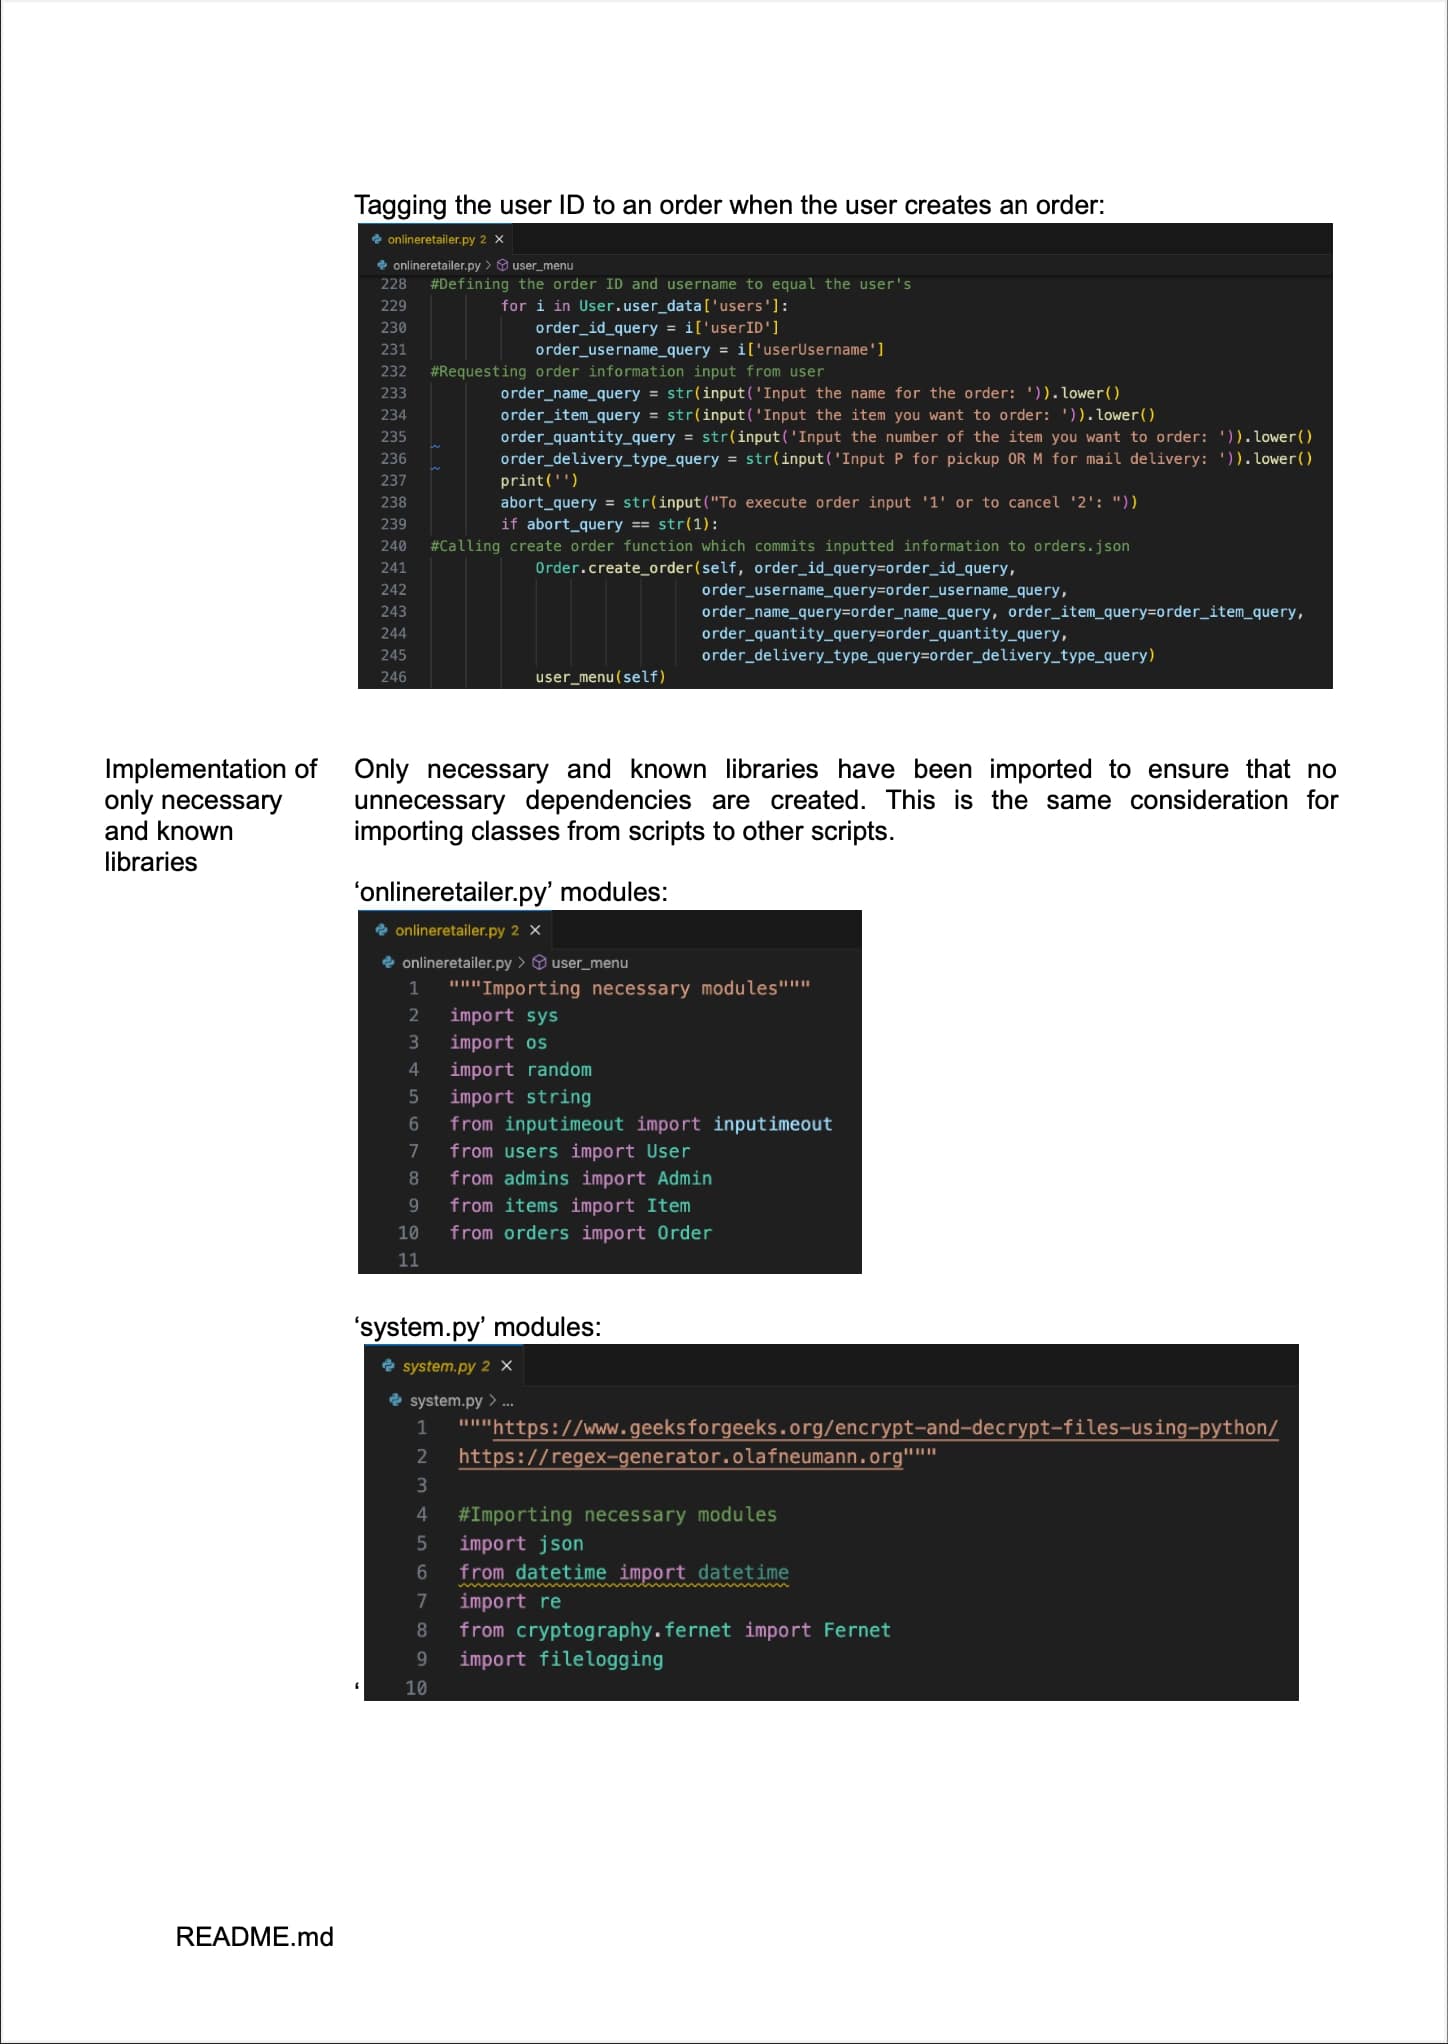 Tagging the user ID to an order when the user creates an order:
onlineretailer.py 2 ×
onlineretailer.py > user_menu
228 #Defining the order ID and username to equal the user's
229 for i in User.user_data['users']:
230 order_id_query = i['userID']
231 order_username_query = i['userUsername']
232 #Requesting order information input from user
233 order_name_query = str(input('Input the name for the order: ')).lower()
234 order_item_query = str(input('Input the item you want to order: ')).lower()
235 order_quantity_query = str(input('Input the number of the item you want to order: ')).lower()
236 order_delivery_type_query = str(input('Input P for pickup OR M for mail delivery: ')).lower()
237 print('')
238 abort_query = str(input("To execute order input '1' or to cancel '2': "))
239 if abort_query == str(1):
240 #Calling create order function which commits inputted information to orders.json
241 Order.create_order(self, order_id_query=order_id_query,
242 order_username_query=order_username_query,
243 order_name_query=order_name_query, order_item_query=order_item_query,
244 order_quantity_query=order_quantity_query,
245 order_delivery_type_query=order_delivery_type_query)
246 user_menu(self)
Implementation of
only necessary
and known
libraries
Only necessary and known libraries have been imported to ensure that no
unnecessary dependencies are created. This is the same consideration for
importing classes from scripts to other scripts.
‘onlineretailer.py’ modules:
onlineretailer.py 2 ×
onlineretailer.py > user_menu
1 """Importing necessary modules"""
2 import sys
3 import os
4 import random
5 import string
6 from inputimeout import inputimeout
7 from users import User
8 from admins import Admin
9 from items import Item
10 from orders import Order
11
‘system.py’ modules:
system.py 2 ×
system.py > ...
1 """https://www.geeksforgeeks.org/encrypt-and-decrypt-files-using-python/
2 https://regex-generator.olafneumann.org"""
3
4 #Importing necessary modules
5 import json
6 from datetime import datetime
7 import re
8 from cryptography.fernet import Fernet
9 import filelogging
10
‘
README.md